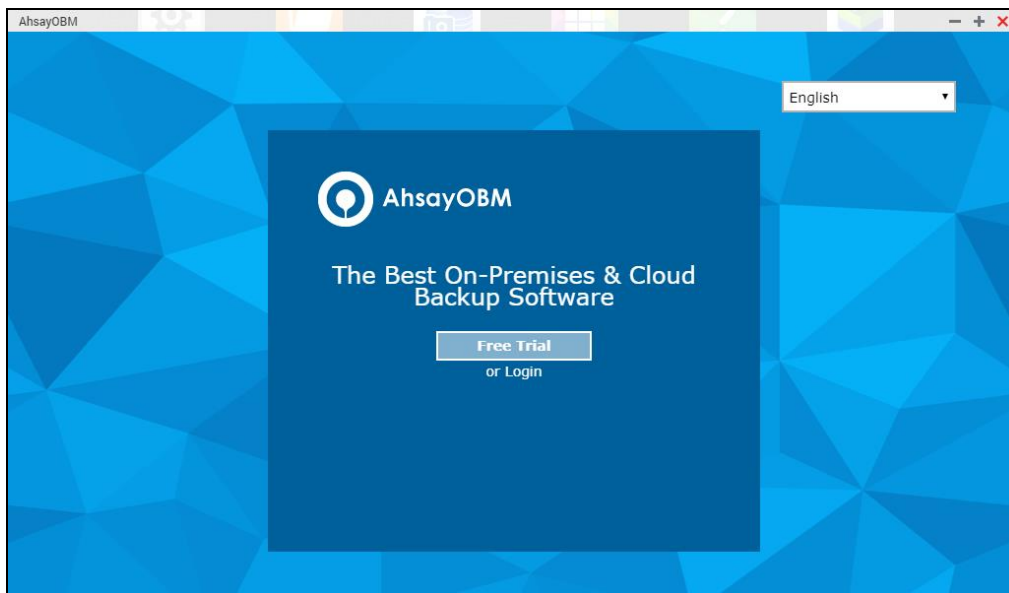 AhsayOBM
English
AhsayOBM
The Best On-Premises & Cloud
Backup Software
Free Trial
or Login